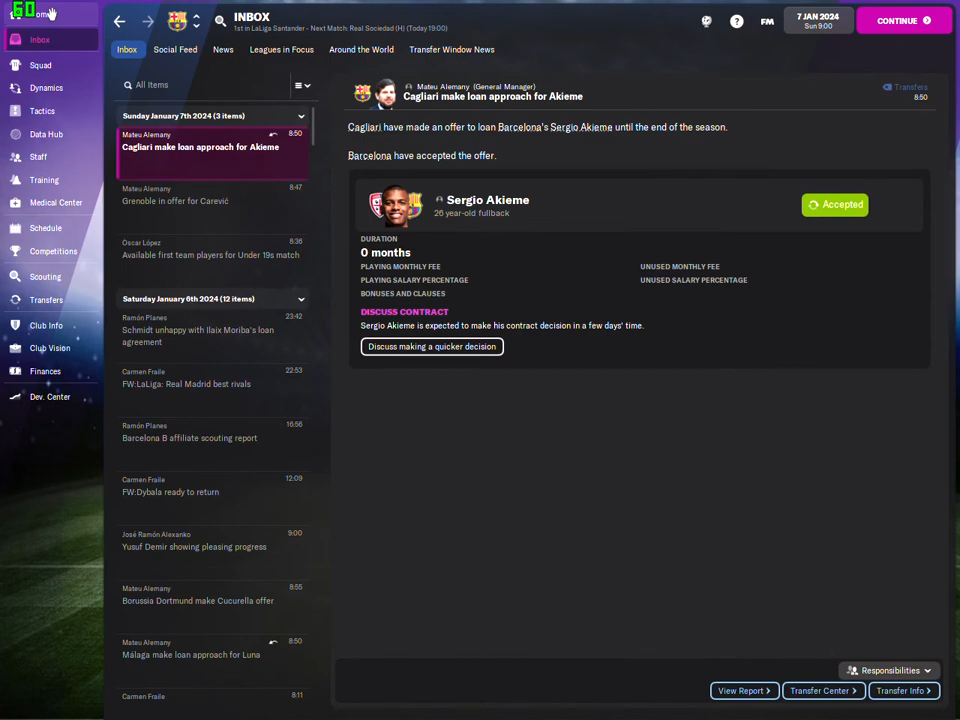 60
INBOX
1st in LaLiga Santander - Next Match: Real Sociedad (H) (Today 19:00)
?
FM
7 JAN 2024
Sun 9:00
CONTINUE
Inbox
Squad
Dynamics
Tactics
Data Hub
Staff
Training
Medical Center
Schedule
Competitions
Scouting
Transfers
Club Info
Club Vision
Finances
Dev. Center
Inbox
Social Feed
News
Leagues in Focus
Around the World
Transfer Window News
All Items
Sunday January 7th 2024 (3 items)
Mateu Alemany
8:50
Cagliari make loan approach for Akieme
Mateu Alemany
8:47
Grenoble in offer for Carević
Óscar López
8:36
Available first team players for Under 19s match
Saturday January 6th 2024 (12 items)
Ramón Planes
23:42
Schmidt unhappy with Ilaix Moriba's loan
agreement
Carmen Fraile
22:53
FW:LaLiga: Real Madrid best rivals
Ramón Planes
16:56
Barcelona B affiliate scouting report
Carmen Fraile
12:09
FW:Dybala ready to return
José Ramón Alexanko
9:00
Yusuf Demir showing pleasing progress
Mateu Alemany
8:55
Borussia Dortmund make Cucurella offer
Mateu Alemany
8:50
Málaga make loan approach for Luna
Carmen Fraile
8:11
Mateu Alemany (General Manager)
Cagliari make loan approach for Akieme
Transfers
8:50
Cagliari have made an offer to loan Barcelona's Sergio Akieme until the end of the season.
Barcelona have accepted the offer.
Sergio Akieme
26 year-old fullback
Accepted
DURATION
0 months
PLAYING MONTHLY FEE
UNUSED MONTHLY FEE
PLAYING SALARY PERCENTAGE
UNUSED SALARY PERCENTAGE
BONUSES AND CLAUSES
DISCUSS CONTRACT
Sergio Akieme is expected to make his contract decision in a few days' time.
Discuss making a quicker decision
Responsibilities
View Report
Transfer Center
Transfer Info